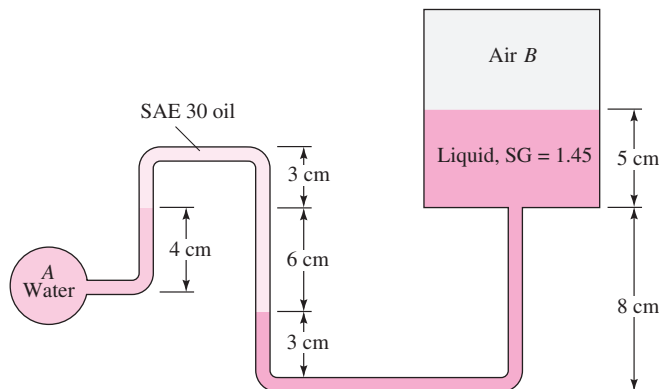 Air B
SAE 30 oil
Liquid, SG = 1.45
5 cm
3 cm
4 cm
6 cm
A
Water
8 cm
3 cm